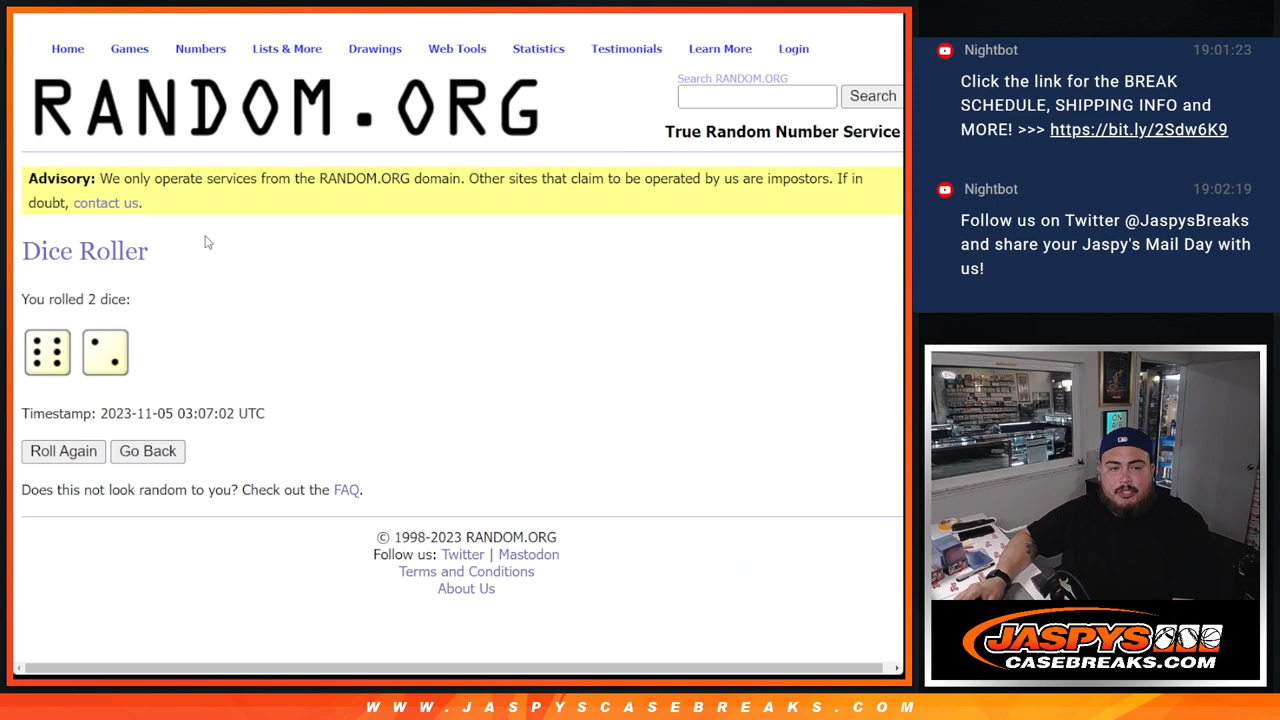 Home Games Numbers Lists & More Drawings Web Tools Statistics Testimonials Learn More Login
RANDOM.ORG
Search RANDOM.ORG
Search
True Random Number Service
Advisory: We only operate services from the RANDOM.ORG domain. Other sites that claim to be operated by us are impostors. If in
doubt, contact us.
Dice Roller
You rolled 2 dice:
Timestamp: 2023-11-05 03:07:02 UTC
Roll Again Go Back
Does this not look random to you? Check out the FAQ.
© 1998-2023 RANDOM.ORG
Follow us: Twitter | Mastodon
Terms and Conditions
About Us
Nightbot 19:01:23
Click the link for the BREAK
SCHEDULE, SHIPPING INFO and
MORE! >>> https://bit.ly/2Sdw6K9
Nightbot 19:02:19
Follow us on Twitter @JaspysBreaks
and share your Jaspy's Mail Day with
us!
ON
JASPYS
CASEBREAKS.COM
WWW.JASPYSCASEBREAKS.COM